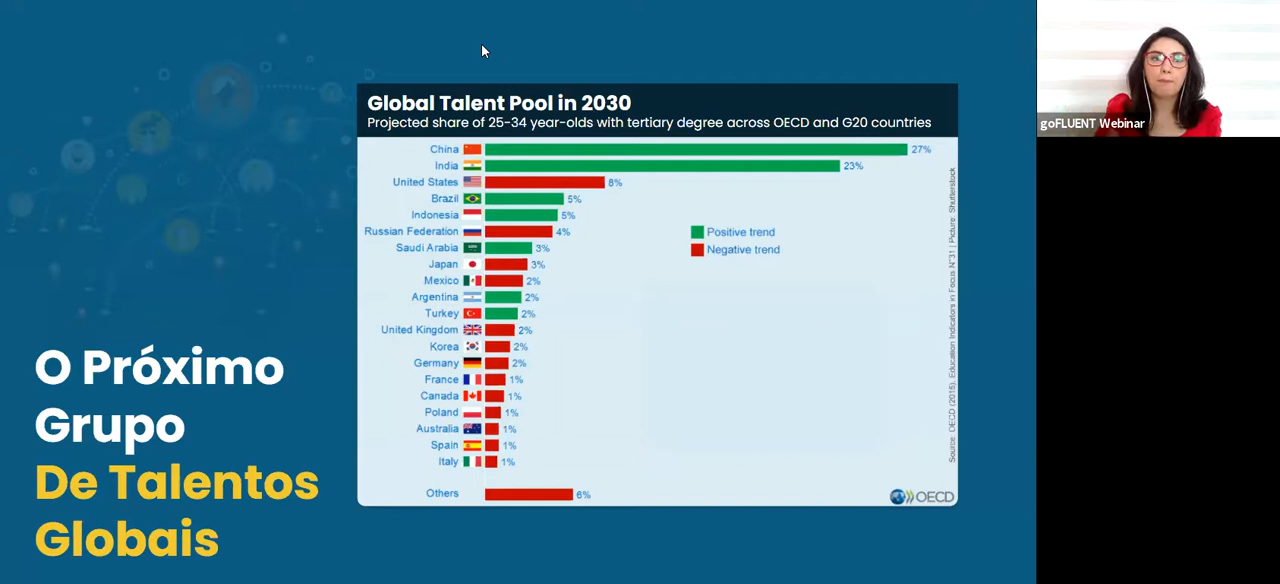 Global Talent Pool in 2030
Projected share of 25-34 year-olds with tertiary degree across OECD and G20 countries
China 27%
India 23%
United States 8%
Brazil 5%
Indonesia 5%
Russian Federation 4%
Saudi Arabia 3%
Japan 3%
Mexico 2%
Argentina 2%
Turkey 2%
United Kingdom 2%
Korea 2%
Germany 2%
France 1%
Canada 1%
Poland 1%
Australia 1%
Spain 1%
Italy 1%
Others 6%
Positive trend
Negative trend
Source: OECD (2015), Education Indicators in Focus N°31 | Picture: Shutterstock
OECD
O Próximo
Grupo
De Talentos
Globais
goFLUENT Webinar